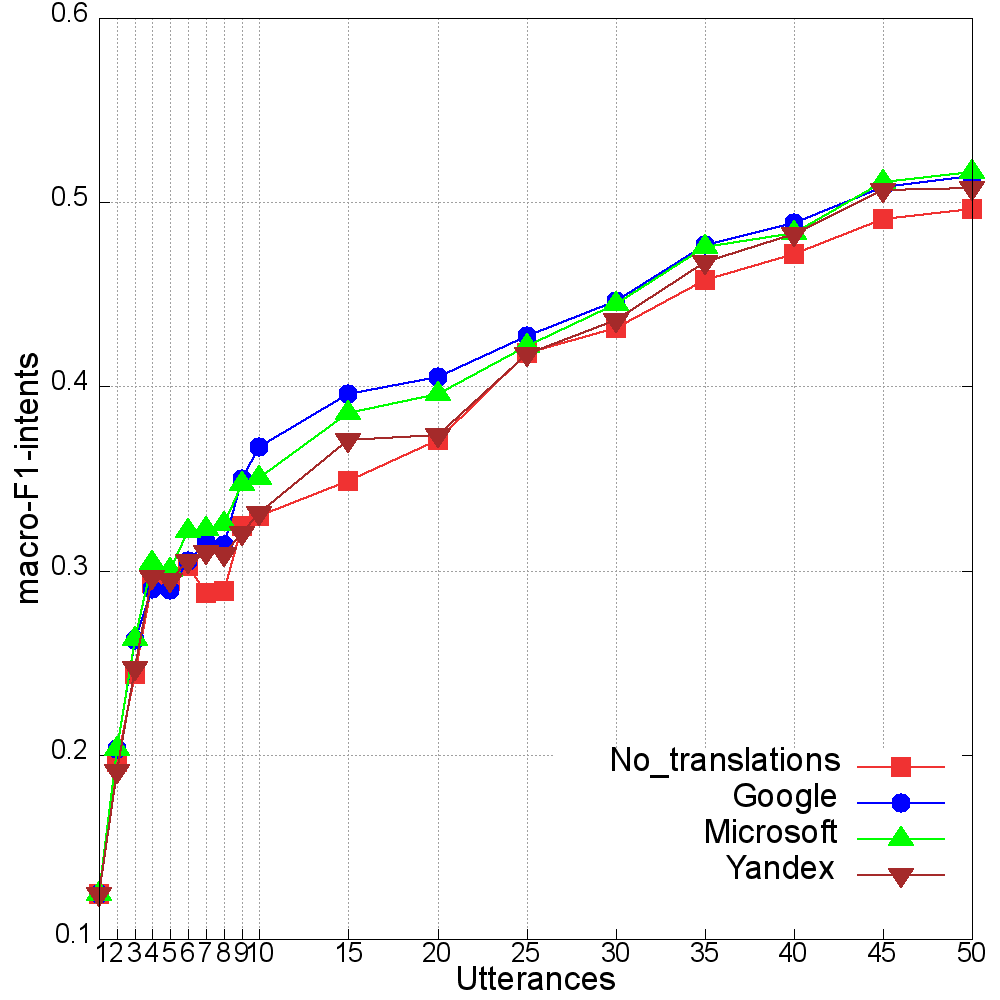 0.6
0.5
0.4
0.3
0.2
0.1
macro-F1-intents
No_translations
Google
Microsoft
Yandex
1 2 3 4 5 6 7 8 9 10 15 20 25 30 35 40 45 50
Utterances